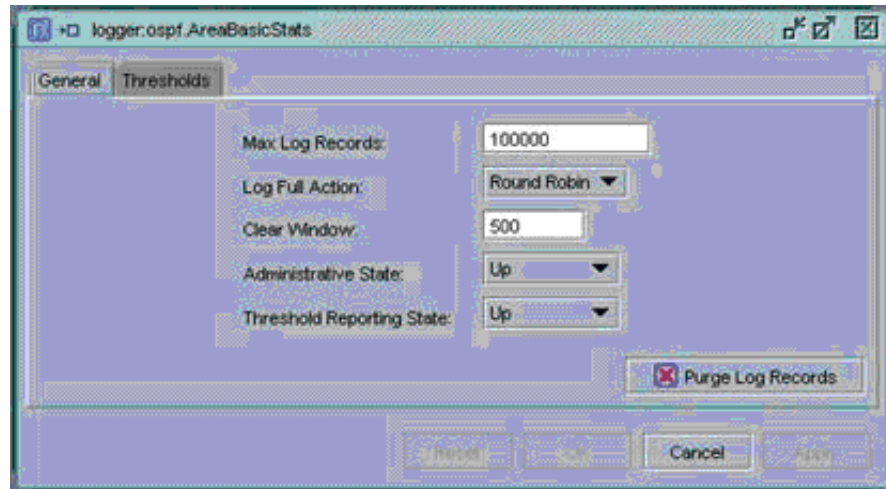 logger:ospf.AreaBasicStats
General Thresholds
Max Log Records: 100000
Log Full Action: Round Robin
Clear Window: 500
Administrative State: Up
Threshold Reporting State: Up
Purge Log Records
Cancel